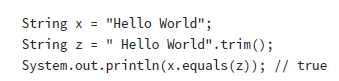 String x = "Hello World";
String z = " Hello World".trim();
System.out.println(x.equals(z)); // true